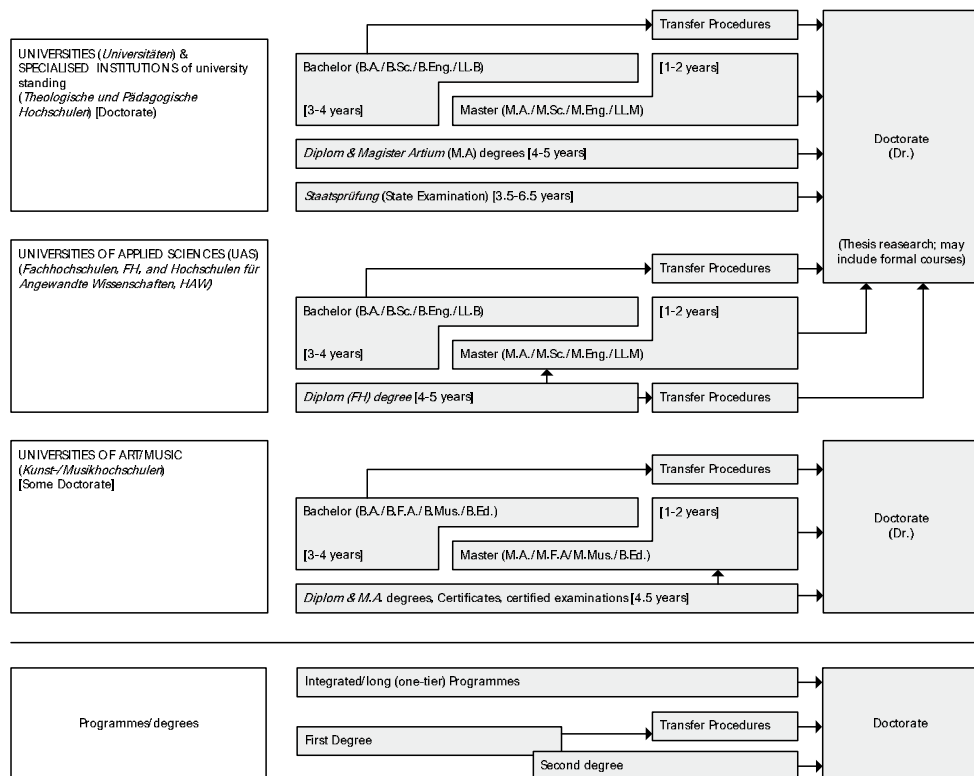 Transfer Procedures
UNIVERSITIES (Universitäten) &
SPECIALISED INSTITUTIONS of university
standing
(Theologische und Pädagogische
Hochschulen) [Doctorate]
Bachelor (B.A./B.Sc./B.Eng./LL.B)
[1-2 years]
[3-4 years]
Master (M.A./M.Sc./M.Eng./LL.M)
Diplom & Magister Artium (M.A) degrees [4-5 years]
Staatsprüfung (State Examination) [3.5-6.5 years]
Doctorate
(Dr.)
(Thesis reasearch; may
include formal courses)
UNIVERSITIES OF APPLIED SCIENCES (UAS)
(Fachhochschulen, FH, and Hochschulen für
Angewandte Wissenschaften, HAW)
Transfer Procedures
Bachelor (B.A./B.Sc./B.Eng./LL.B)
[1-2 years]
[3-4 years]
Master (M.A./M.Sc./M.Eng./LL.M)
Diplom (FH) degree [4-5 years]
Transfer Procedures
UNIVERSITIES OF ART/MUSIC
(Kunst-/Musikhochschulen)
[Some Doctorate]
Transfer Procedures
Bachelor (B.A./B.F.A./B.Mus./B.Ed.)
[1-2 years]
[3-4 years]
Master (M.A./M.F.A/M.Mus./B.Ed.)
Diplom & M.A. degrees, Certificates, certified examinations [4.5 years]
Doctorate
(Dr.)
Programmes/degrees
Integrated/long (one-tier) Programmes
Transfer Procedures
First Degree
Second degree
Doctorate